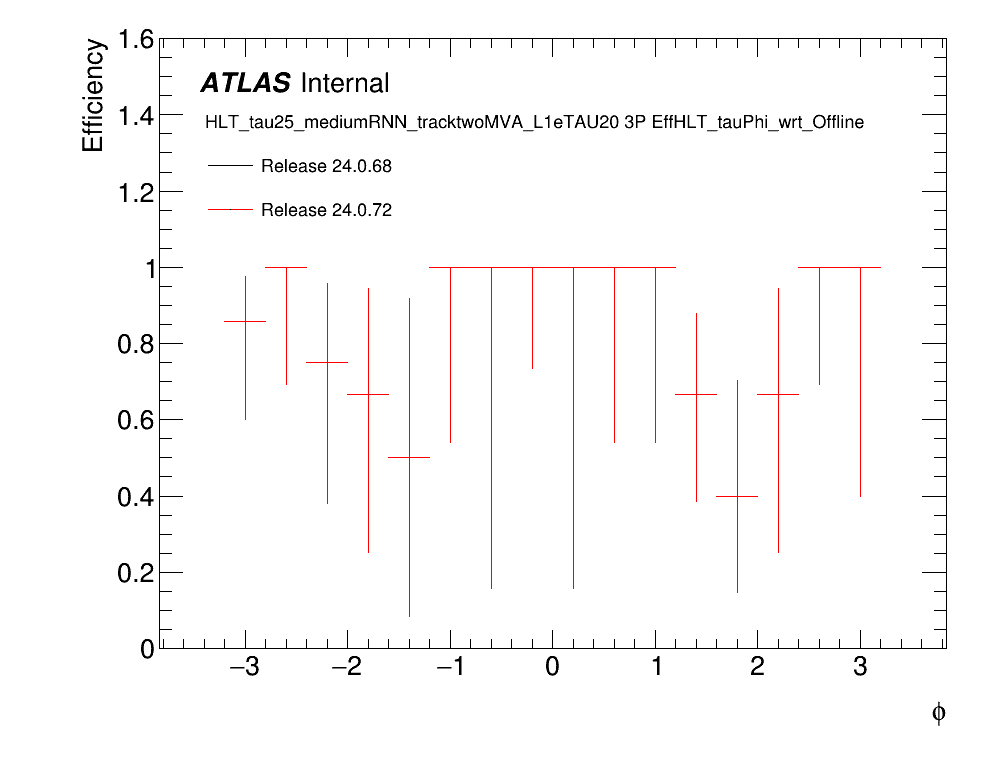 Efficiency
1.6
1.4
1.2
1
0.8
0.6
0.4
0.2
0
ATLAS Internal
HLT_tau25_mediumRNN_tracktwoMVA_L1eTAU20 3P EffHLT_tauPhi_wrt_Offline
Release 24.0.68
Release 24.0.72
−3 −2 −1 0 1 2 3
ϕ